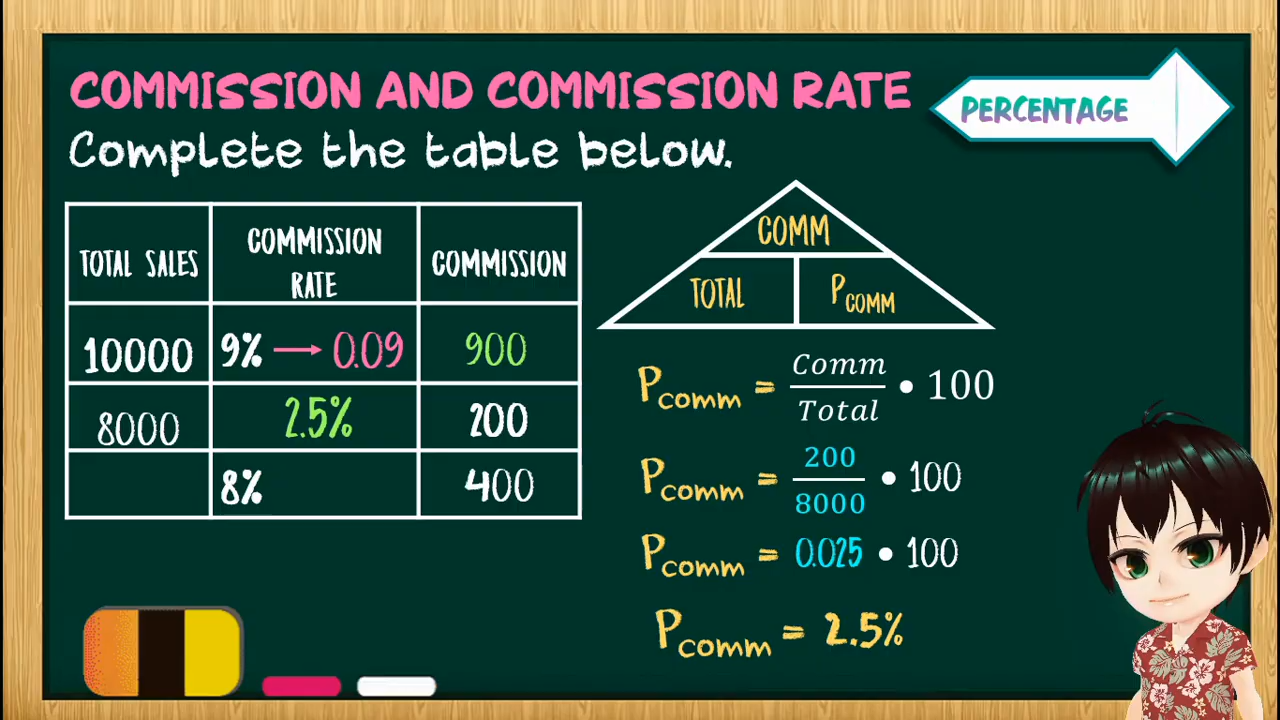 COMMISSION AND COMMISSION RATE
PERCENTAGE
Complete the table below.
TOTAL SALES
COMMISSION
RATE
COMMISSION
10000 9% → 0.09 900
8000 2.5% 200
8% 400
COMM
TOTAL PCOMM
Pcomm = Comm/Total • 100
Pcomm = 200/8000 • 100
Pcomm = 0.025 • 100
Pcomm = 2.5%